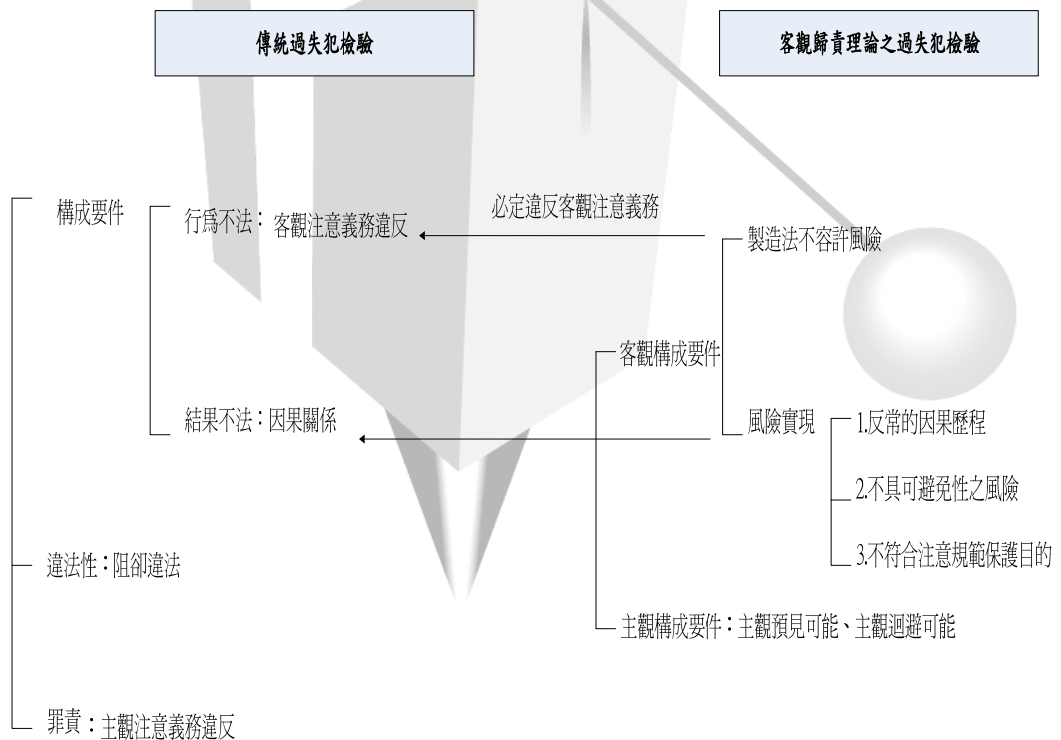 傳統過失犯檢驗
客觀歸責理論之過失犯檢驗
構成要件
行為不法：客觀注意義務違反
必定違反客觀注意義務
製造法不容許風險
客觀構成要件
結果不法：因果關係
風險實現
1.反常的因果歷程
2.不具可避免性之風險
3.不符合注意規範保護目的
違法性：阻卻違法
主觀構成要件：主觀預見可能、主觀迴避可能
罪責：主觀注意義務違反